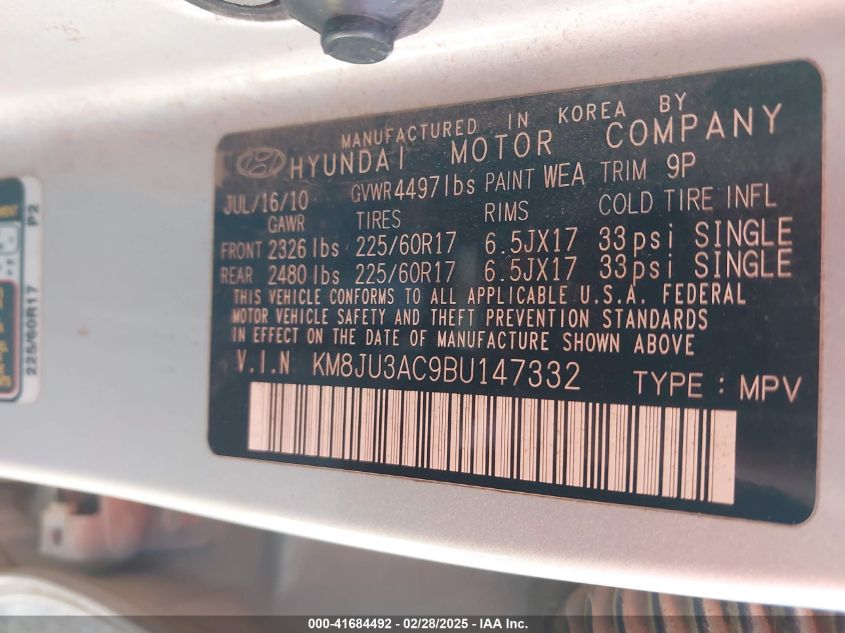 MANUFACTURED IN KOREA BY
HYUNDAI MOTOR COMPANY
JUL/16/10 GVWR 4497lbs PAINT WEA TRIM 9P
GAWR TIRES RIMS COLD TIRE INFL
FRONT 2326 lbs 225/60R17 6.5JX17 33psi SINGLE
REAR 2480 lbs 225/60R17 6.5JX17 33psi SINGLE
THIS VEHICLE CONFORMS TO ALL APPLICABLE U.S.A. FEDERAL
MOTOR VEHICLE SAFETY AND THEFT PREVENTION STANDARDS
IN EFFECT ON THE DATE OF MANUFACTURE SHOWN ABOVE
V.I.N KM8JU3AC9BU147332 TYPE : MPV
225/60R17 P2
000-41684492 - 02/28/2025 - IAA Inc.